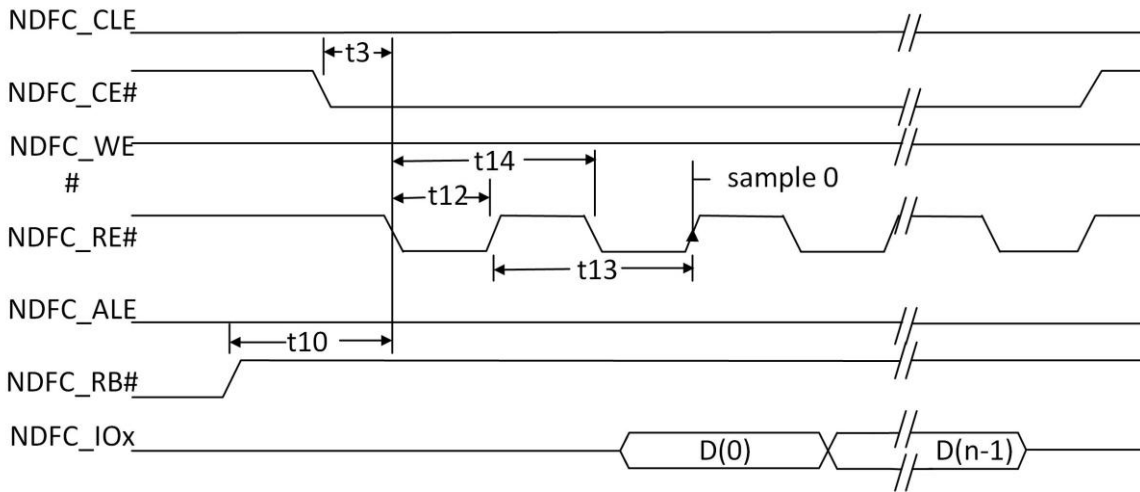 NDFC_CLE
t3
NDFC_CE#
NDFC_WE
#
t14
sample 0
t12
NDFC_RE#
t13
NDFC_ALE
t10
NDFC_RB#
NDFC_IOx
D(0)
D(n-1)